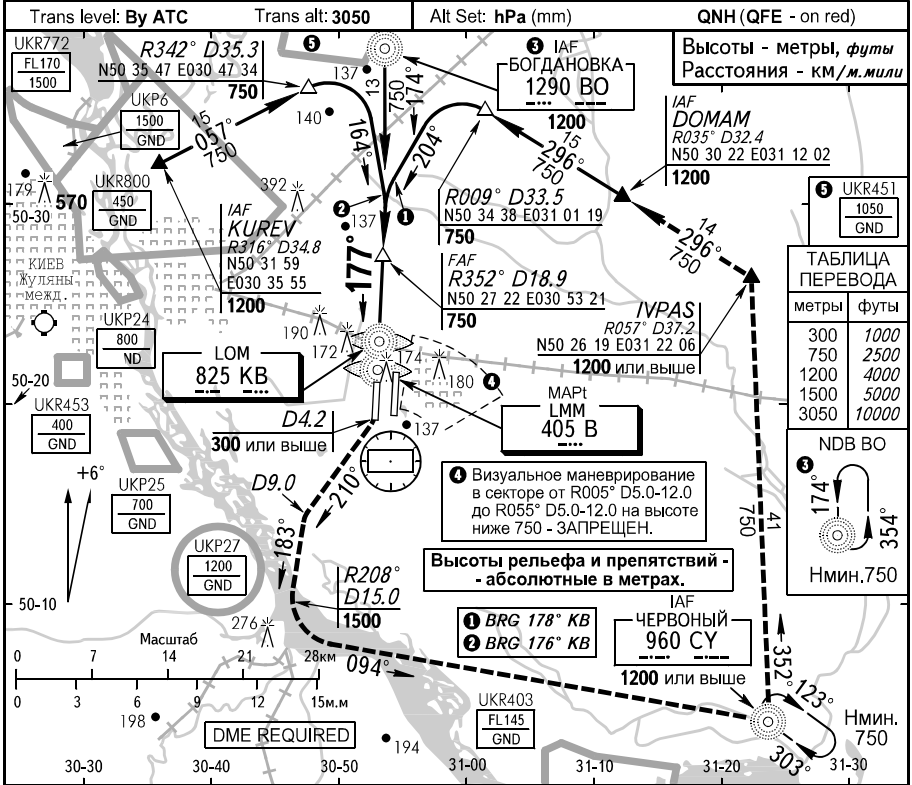 Trans level: By ATC
Trans alt: 3050
Alt Set: hPa (mm)
QNH (QFE - on red)
UKR772
FL170
1500
R342° D35.3
N50 35 47 E030 47 34
750
❺
137
13
750
174°
❸ IAF
БОГДАНОВКА
1290 BO
1200
Высоты - метры, футы
Расстояния - км/м.мили
UKP6
1500
GND
15
057°
750
140
164°
204°
15
296°
750
IAF
DOMAM
R035° D32.4
N50 30 22 E031 12 02
1200
179
50-30
570
UKR800
450
GND
392
❷
137
❶
R009° D33.5
N50 34 38 E031 01 19
750
14
296°
750
❺ UKR451
1050
GND
IAF
KUREV
R316° D34.8
N50 31 59
E030 35 55
1200
177°
FAF
R352° D18.9
N50 27 22 E030 53 21
750
КИЕВ
Жуляны
межд.
ТАБЛИЦА
ПЕРЕВОДА
метры футы
300 1000
750 2500
1200 4000
1500 5000
3050 10000
IVPAS
R057° D37.2
N50 26 19 E031 22 06
1200 или выше
UKP24
800
ND
190
172
174
180
❹
LOM
825 KB
50-20
UKR453
400
GND
MAPt
LMM
405 B
D4.2
300 или выше
137
NDB BO
❸
174°
354°
Hмин.750
+6°
UKP25
700
GND
D9.0
210°
❹ Визуальное маневрирование
в секторе от R005° D5.0-12.0
до R055° D5.0-12.0 на высоте
ниже 750 - ЗАПРЕЩЕН.
41
750
183°
UKP27
1200
GND
Высоты рельефа и препятствий -
- абсолютные в метрах.
R208°
D15.0
1500
50-10
276
❶ BRG 178° KB
❷ BRG 176° KB
IAF
ЧЕРВОНЫЙ
960 CY
1200 или выше
352°
Масштаб
0 7 14 21 28км
0 3 6 9 12 15м.м
094°
123°
303°
Hмин.
750
198
DME REQUIRED
194
UKR403
FL145
GND
30-30 30-40 30-50 31-00 31-10 31-20 31-30